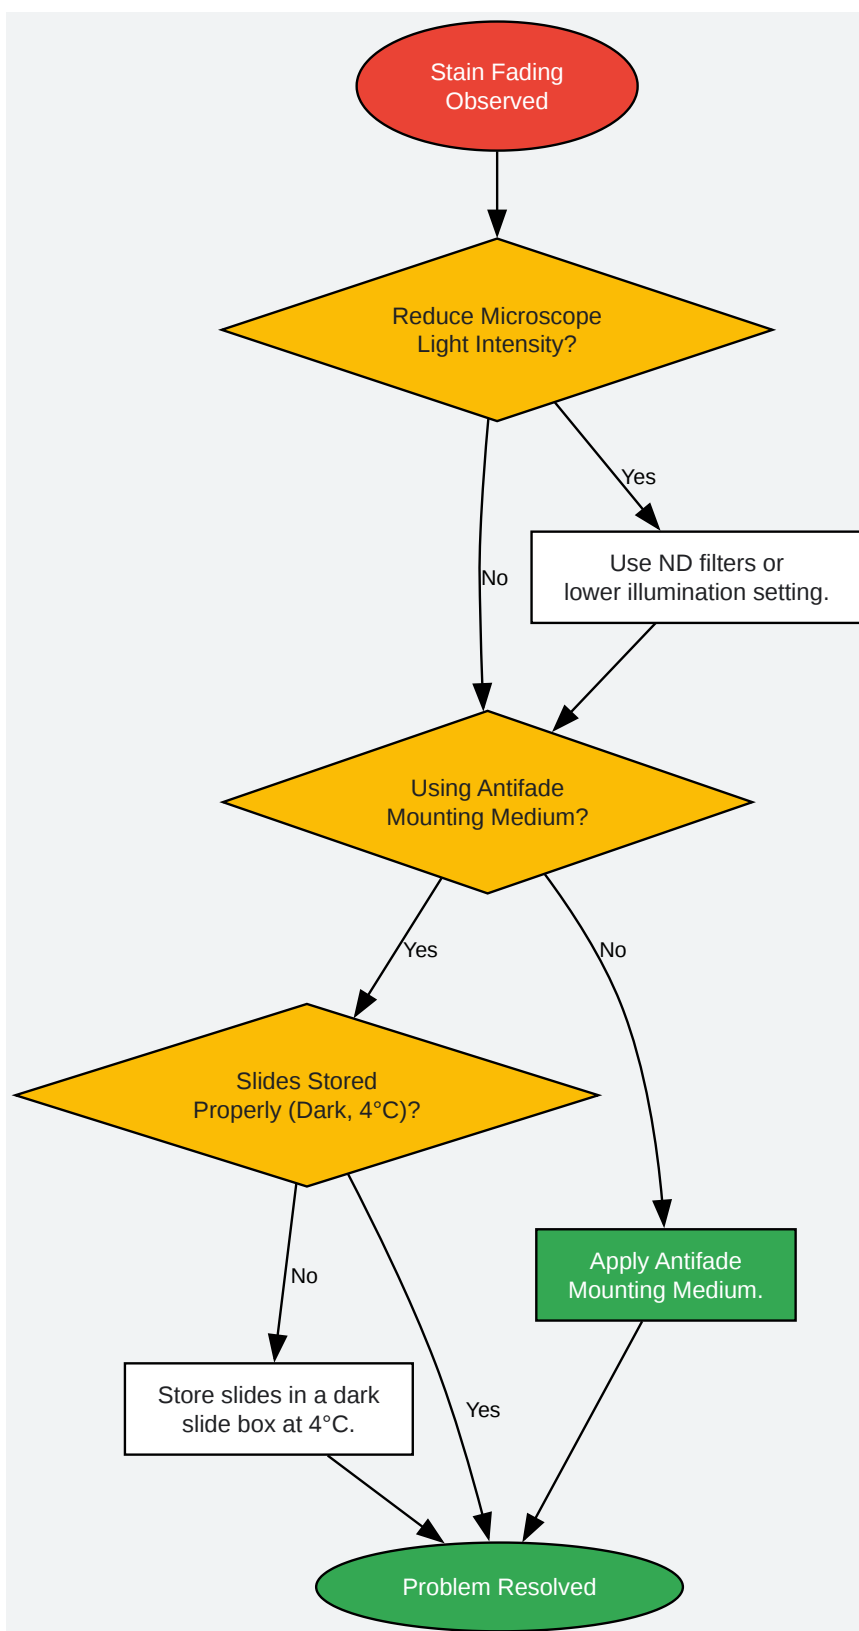 Stain Fading
Observed
Reduce Microscope
Light Intensity?
Yes
Use ND filters or
lower illumination setting.
No
Using Antifade
Mounting Medium?
Yes
No
Slides Stored
Properly (Dark, 4°C)?
No
Apply Antifade
Mounting Medium.
Store slides in a dark
slide box at 4°C.
Yes
Problem Resolved